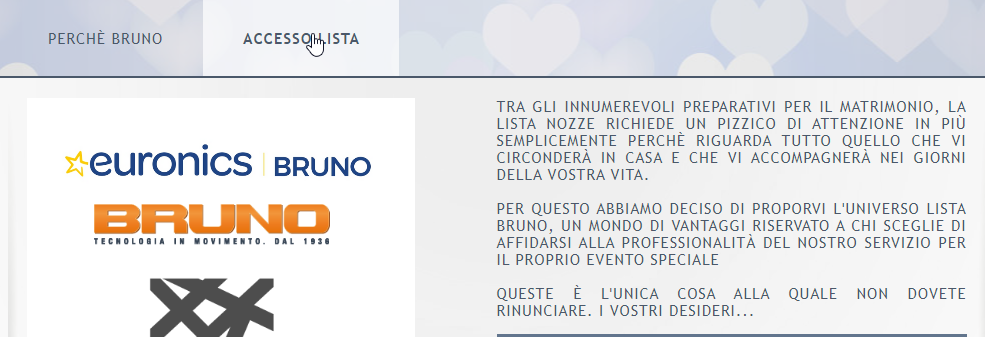 PERCHÈ BRUNO
ACCESSO LISTA
euronics BRUNO
BRUNO
TECNOLOGIA IN MOVIMENTO. DAL 1936
TRA GLI INNUMEREVOLI PREPARATIVI PER IL MATRIMONIO, LA
LISTA NOZZE RICHIEDE UN PIZZICO DI ATTENZIONE IN PIÙ
SEMPLICEMENTE PERCHÈ RIGUARDA TUTTO QUELLO CHE VI
CIRCONDERÀ IN CASA E CHE VI ACCOMPAGNERÀ NEI GIORNI
DELLA VOSTRA VITA.
PER QUESTO ABBIAMO DECISO DI PROPORVI L'UNIVERSO LISTA
BRUNO, UN MONDO DI VANTAGGI RISERVATO A CHI SCEGLIE DI
AFFIDARSI ALLA PROFESSIONALITÀ DEL NOSTRO SERVIZIO PER
IL PROPRIO EVENTO SPECIALE
QUESTE È L'UNICA COSA ALLA QUALE NON DOVETE
RINUNCIARE. I VOSTRI DESIDERI...